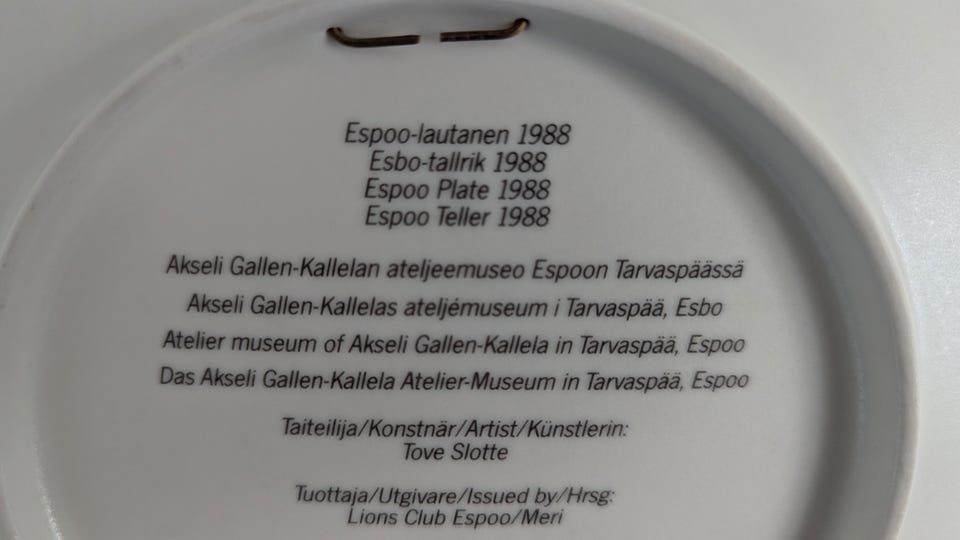 Espoo-lautanen 1988
Esbo-tallrik 1988
Espoo Plate 1988
Espoo Teller 1988
Akseli Gallen-Kallelan ateljeemuseo Espoon Tarvaspäässä
Akseli Gallen-Kallelas ateljémuseum i Tarvaspää, Esbo
Atelier museum of Akseli Gallen-Kallela in Tarvaspää, Espoo
Das Akseli Gallen-Kallela Atelier-Museum in Tarvaspää, Espoo
Taiteilija/Konstnär/Artist/Künstlerin:
Tove Slotte
Tuottaja/Utgivare/Issued by/Hrsg:
Lions Club Espoo/Meri